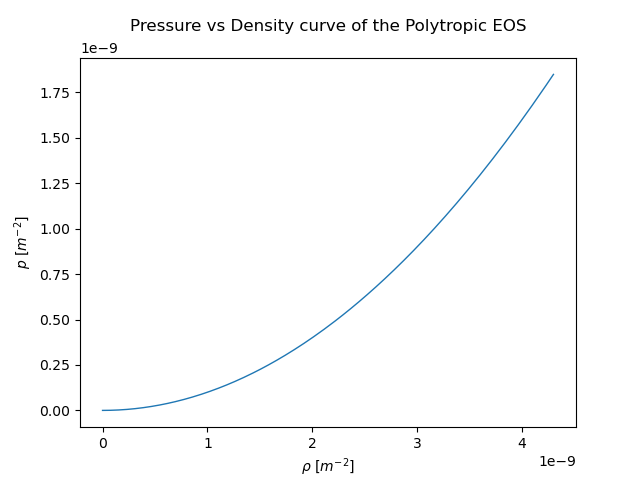 Pressure vs Density curve of the Polytropic EOS
1e−9
1.75
1.50
1.25
1.00
0.75
0.50
0.25
0.00
p [m⁻²]
0 1 2 3 4
1e−9
ρ [m⁻²]